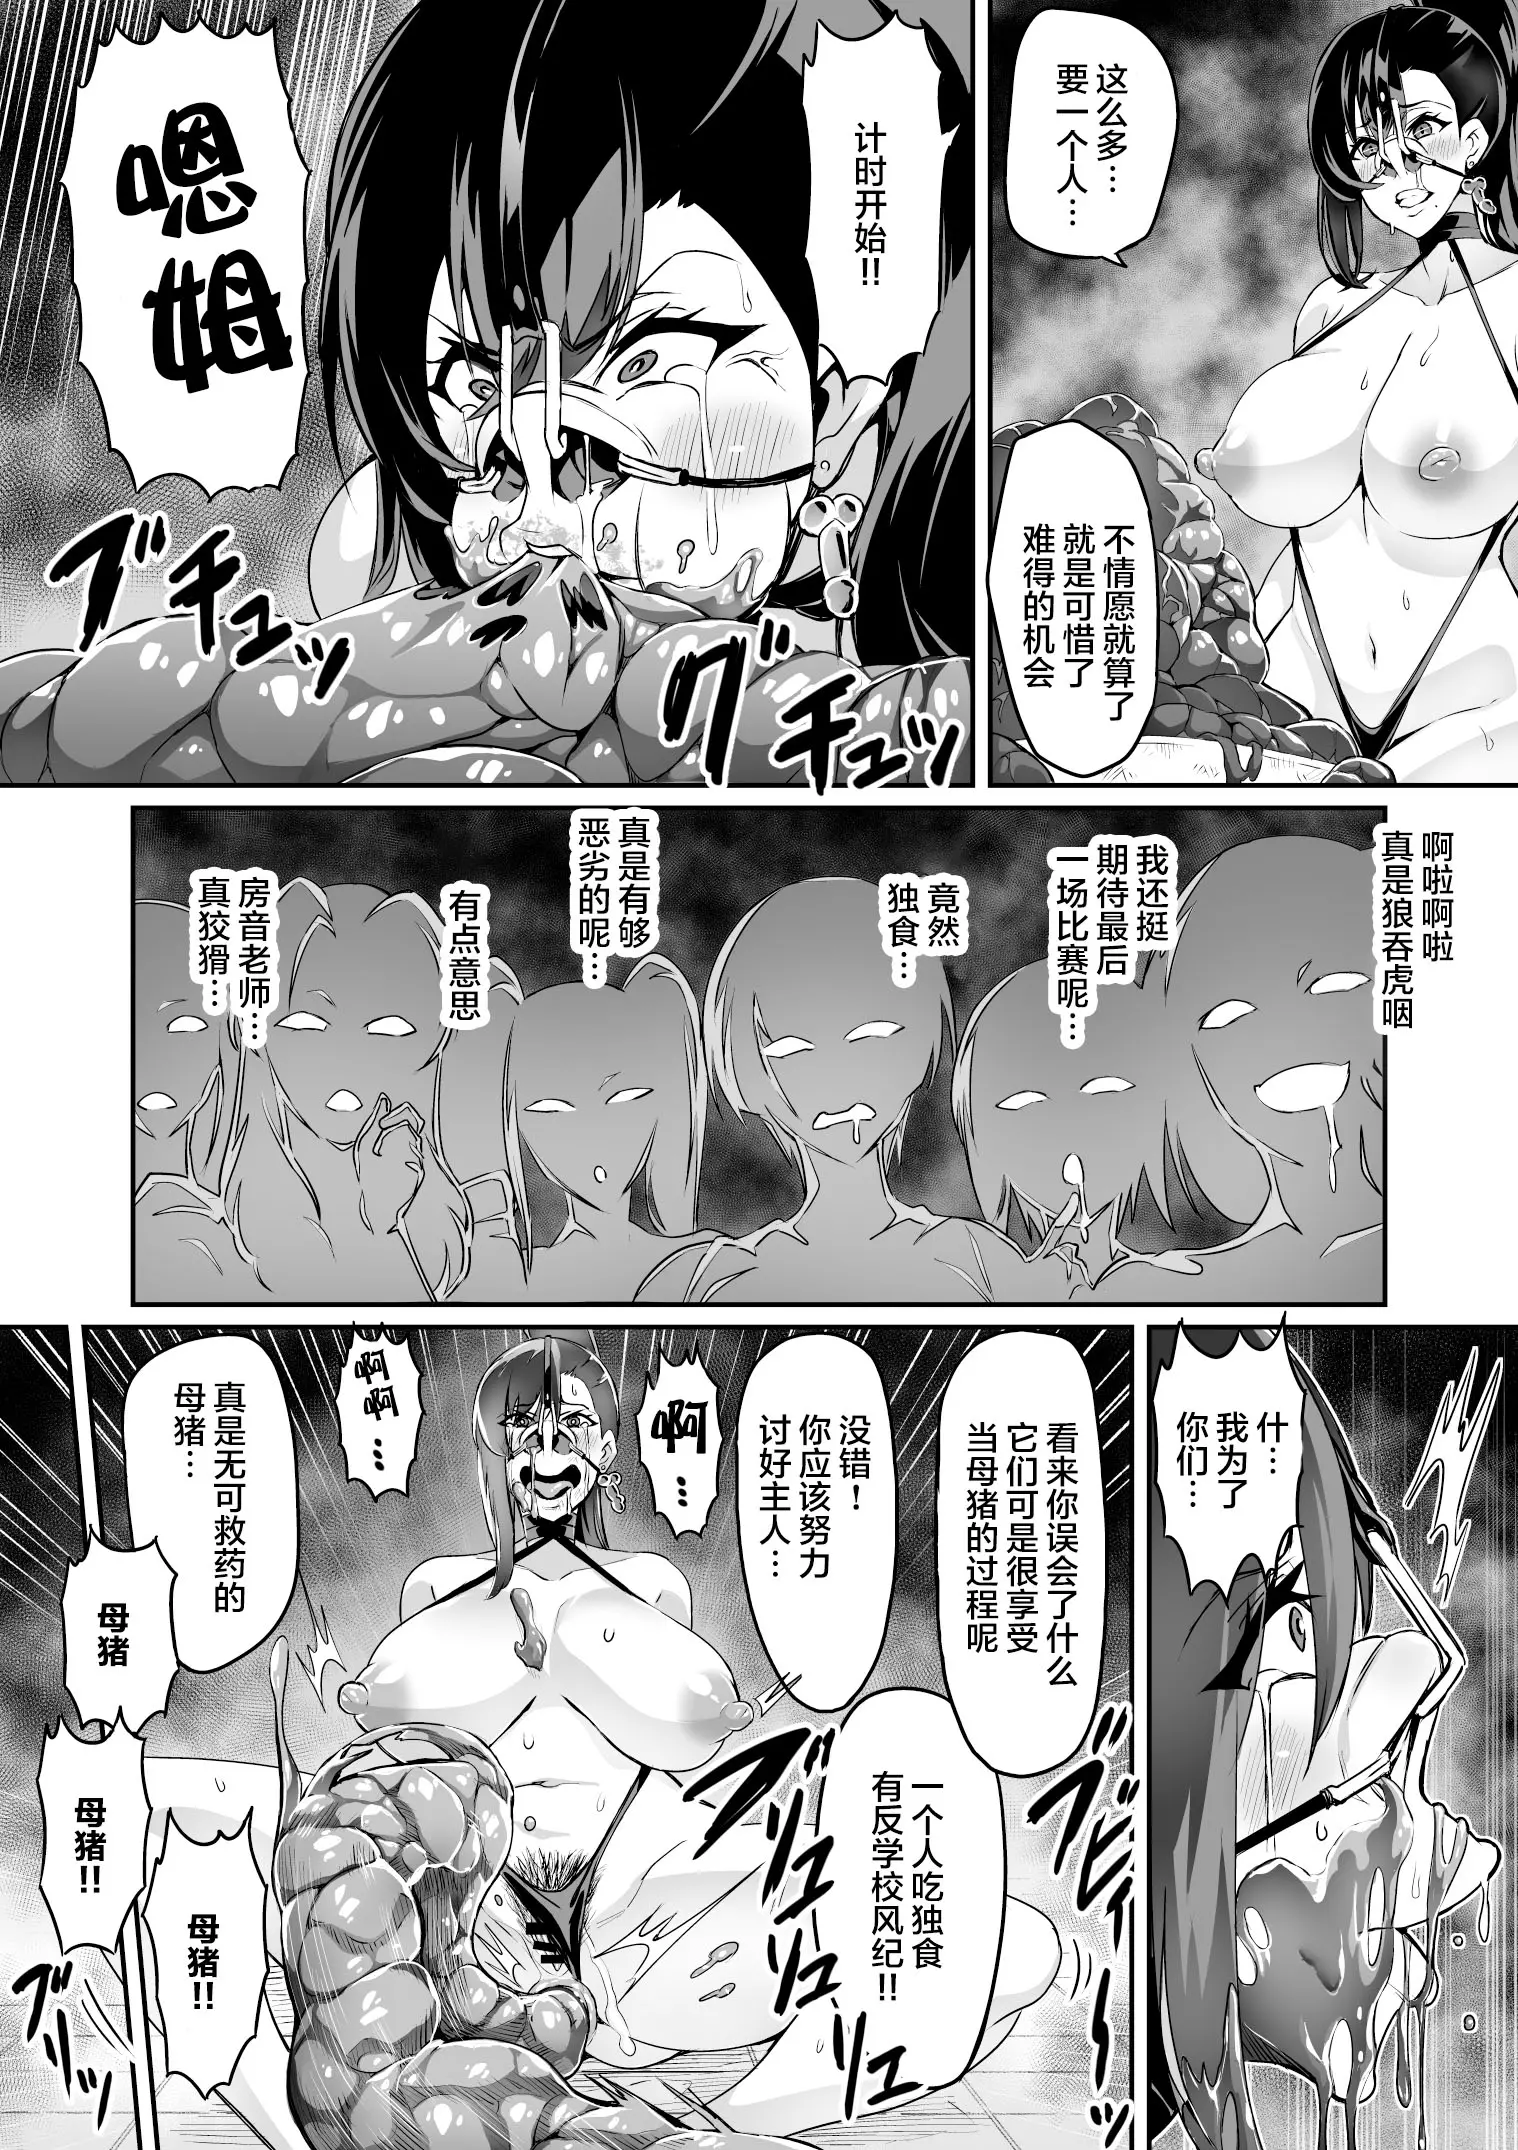 这么多…
要一个人…
不情愿就算了
就是可惜了
难得的机会
计时开始!!
嗯
姆
ブチュッ
グチュッ
啊啦啊啦
真是狼吞虎咽
我还挺
期待最后
一场比赛呢…
竟然
独食…
真是有够
恶劣的呢…
有点意思
房音老师…
真狡猾…
什…
我为了
你们…
看来你误会了什么
它们可是很享受
当母猪的过程呢
没错！
你应该努力
讨好主人…
一个人吃独食
有反学校风纪!!
啊…
啊啊…
真是无可救药的
母猪…
母猪
母猪!!
母猪!!
ブリュリュリュ
ブビィー
ブリッ